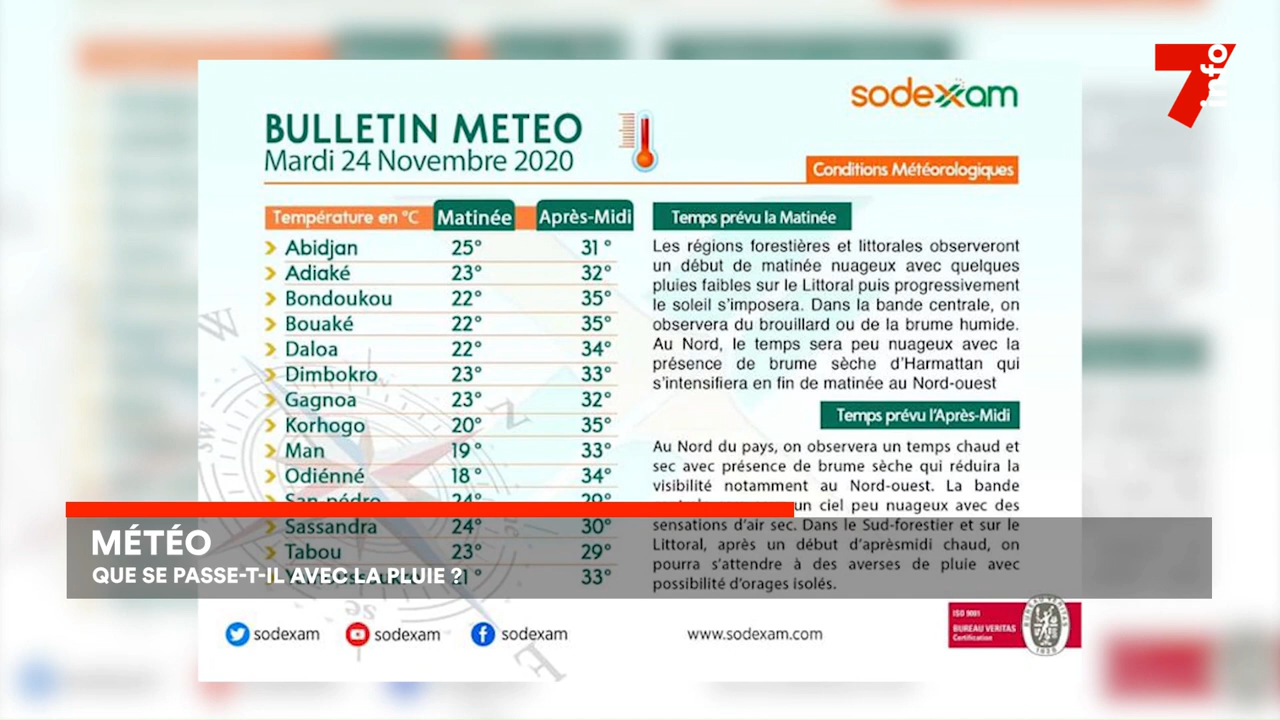 7 info
sodexam
BULLETIN METEO
Mardi 24 Novembre 2020
Conditions Météorologiques
Température en °C Matinée Après-Midi
Abidjan 25° 31 °
Adiaké 23° 32°
Bondoukou 22° 35°
Bouaké 22° 35°
Daloa 22° 34°
Dimbokro 23° 33°
Gagnoa 23° 32°
Korhogo 20° 35°
Man 19 ° 33°
Odiénné 18 ° 34°
San-pédro 24° 29°
Sassandra 24° 30°
Tabou 23° 29°
33°
Temps prévu la Matinée
Les régions forestières et littorales observeront
un début de matinée nuageux avec quelques
pluies faibles sur le Littoral puis progressivement
le soleil s'imposera. Dans la bande centrale, on
observera du brouillard ou de la brume humide.
Au Nord, le temps sera peu nuageux avec la
présence de brume sèche d'Harmattan qui
s'intensifiera en fin de matinée au Nord-ouest
Temps prévu l'Après-Midi
Au Nord du pays, on observera un temps chaud et
sec avec présence de brume sèche qui réduira la
visibilité notamment au Nord-ouest. La bande
un ciel peu nuageux avec des
sensations d'air sec. Dans le Sud-forestier et sur le
Littoral, après un début d'aprèsmidi chaud, on
pourra s'attendre à des averses de pluie avec
possibilité d'orages isolés.
MÉTÉO
QUE SE PASSE-T-IL AVEC LA PLUIE ?
sodexam sodexam sodexam
www.sodexam.com
ISO 9001
BUREAU VERITAS
Certification
W
N
SW
SE
E